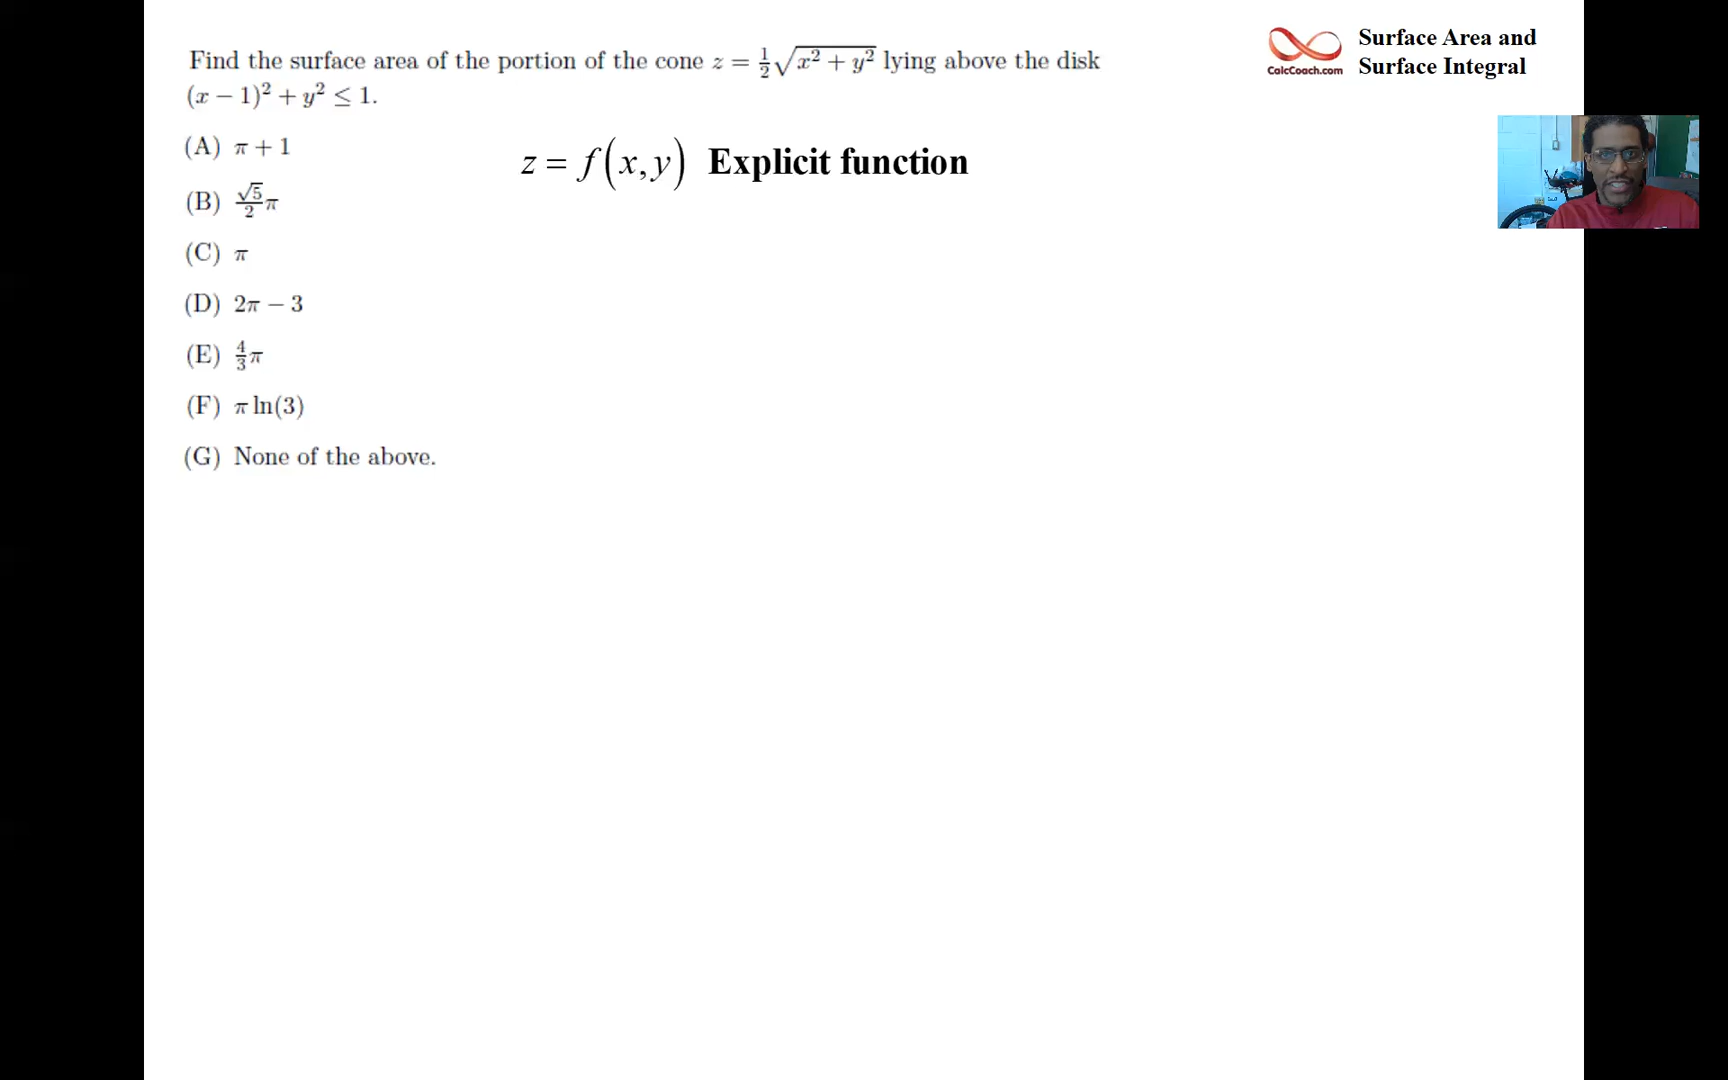 Find the surface area of the portion of the cone z = ½√(x² + y²) lying above the disk
(x − 1)² + y² ≤ 1.
(A) π + 1
(B) √5/2 π
(C) π
(D) 2π − 3
(E) 4/3 π
(F) π ln(3)
(G) None of the above.
z = f(x,y) Explicit function
CalcCoach.com
Surface Area and
Surface Integral